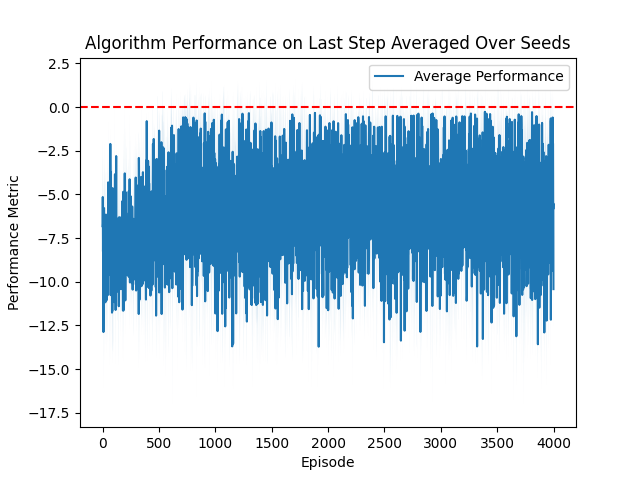 Algorithm Performance on Last Step Averaged Over Seeds
Average Performance
Performance Metric
2.5
0.0
−2.5
−5.0
−7.5
−10.0
−12.5
−15.0
−17.5
0 500 1000 1500 2000 2500 3000 3500 4000
Episode